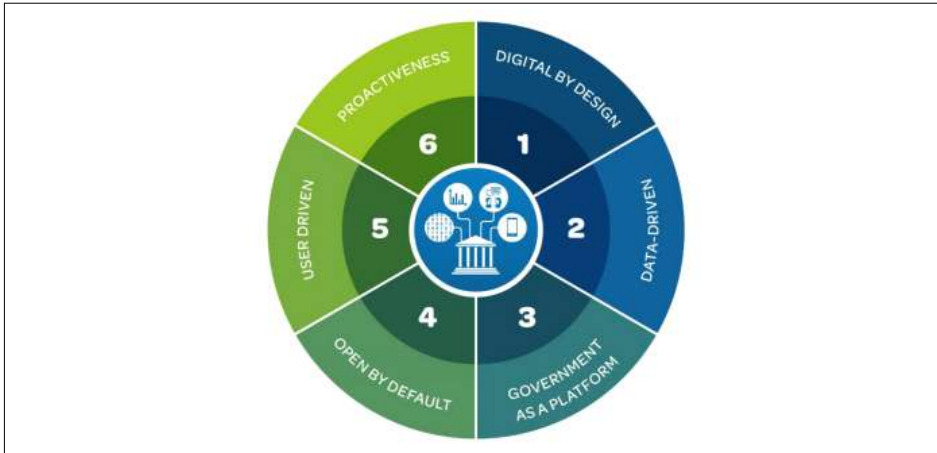 1
DIGITAL BY DESIGN
2
DATA-DRIVEN
3
GOVERNMENT
AS A PLATFORM
4
OPEN BY DEFAULT
5
USER DRIVEN
6
PROACTIVENESS